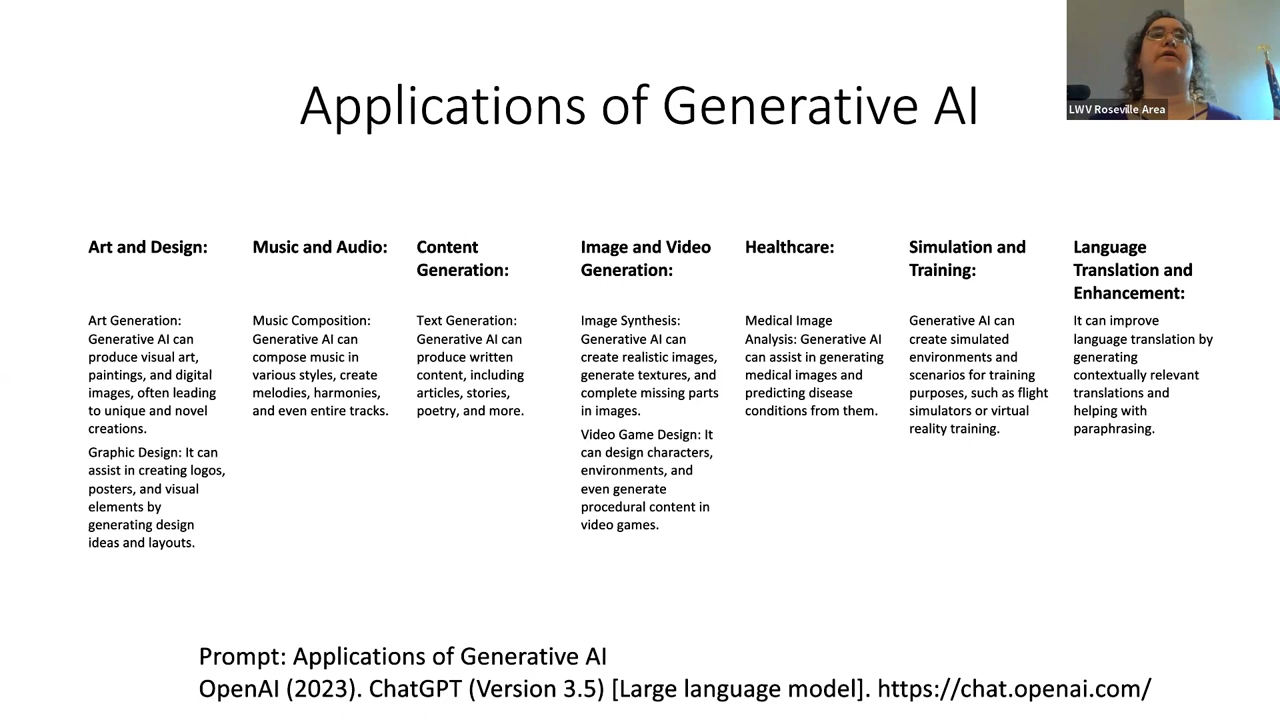 Applications of Generative AI
LWV Roseville Area
Art and Design:
Art Generation:
Generative AI can
produce visual art,
paintings, and digital
images, often leading
to unique and novel
creations.
Graphic Design: It can
assist in creating logos,
posters, and visual
elements by
generating design
ideas and layouts.
Music and Audio:
Music Composition:
Generative AI can
compose music in
various styles, create
melodies, harmonies,
and even entire tracks.
Content
Generation:
Text Generation:
Generative AI can
produce written
content, including
articles, stories,
poetry, and more.
Image and Video
Generation:
Image Synthesis:
Generative AI can
create realistic images,
generate textures, and
complete missing parts
in images.
Video Game Design: It
can design characters,
environments, and
even generate
procedural content in
video games.
Healthcare:
Medical Image
Analysis: Generative AI
can assist in generating
medical images and
predicting disease
conditions from them.
Simulation and
Training:
Generative AI can
create simulated
environments and
scenarios for training
purposes, such as flight
simulators or virtual
reality training.
Language
Translation and
Enhancement:
It can improve
language translation by
generating
contextually relevant
translations and
helping with
paraphrasing.
Prompt: Applications of Generative AI
OpenAI (2023). ChatGPT (Version 3.5) [Large language model]. https://chat.openai.com/